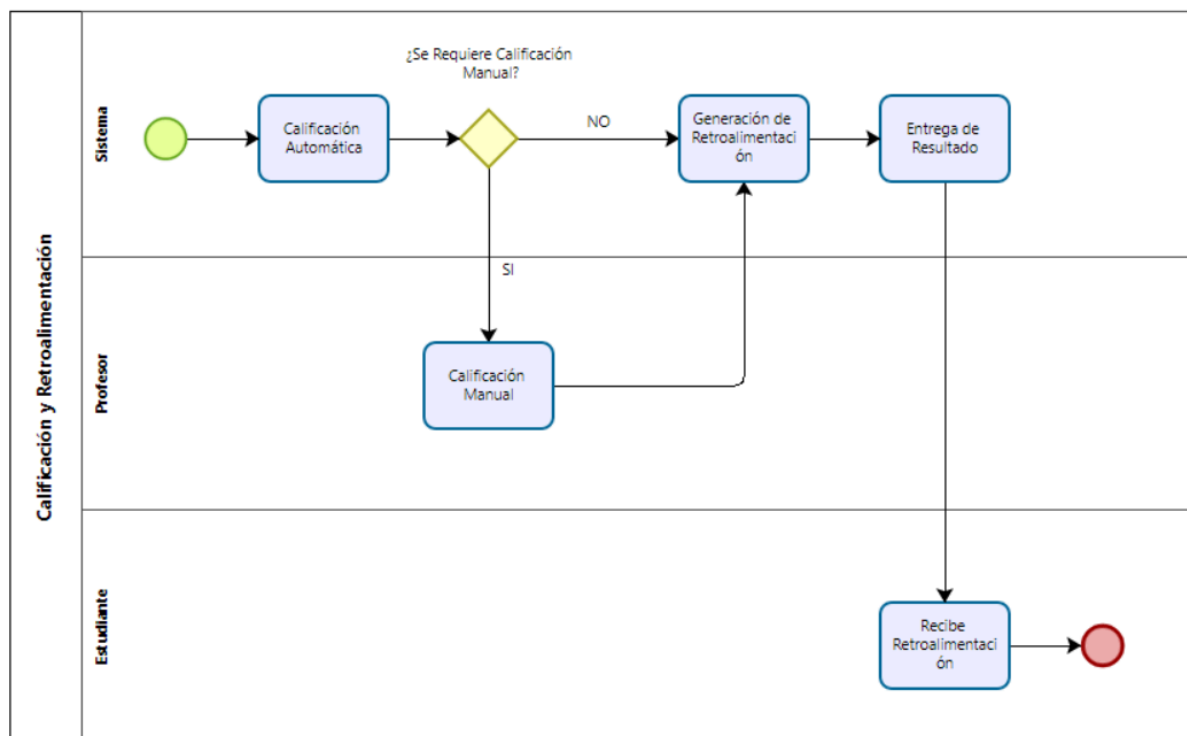 Calificación y Retroalimentación
Sistema
¿Se Requiere Calificación
Manual?
Calificación
Automática
NO
Generación de
Retroalimentaci
ón
Entrega de
Resultado
SI
Profesor
Calificación
Manual
Estudiante
Recibe
Retroalimentaci
ón